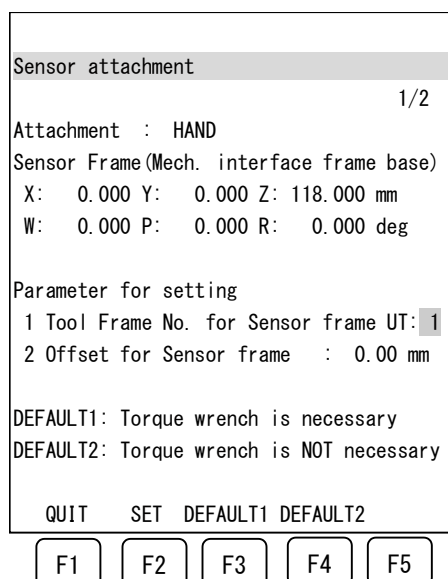 Sensor attachment
1/2
Attachment : HAND
Sensor Frame(Mech. interface frame base)
X: 0.000 Y: 0.000 Z: 118.000 mm
W: 0.000 P: 0.000 R: 0.000 deg
Parameter for setting
1 Tool Frame No. for Sensor frame UT: 1
2 Offset for Sensor frame : 0.00 mm
DEFAULT1: Torque wrench is necessary
DEFAULT2: Torque wrench is NOT necessary
QUIT SET DEFAULT1 DEFAULT2
F1 F2 F3 F4 F5